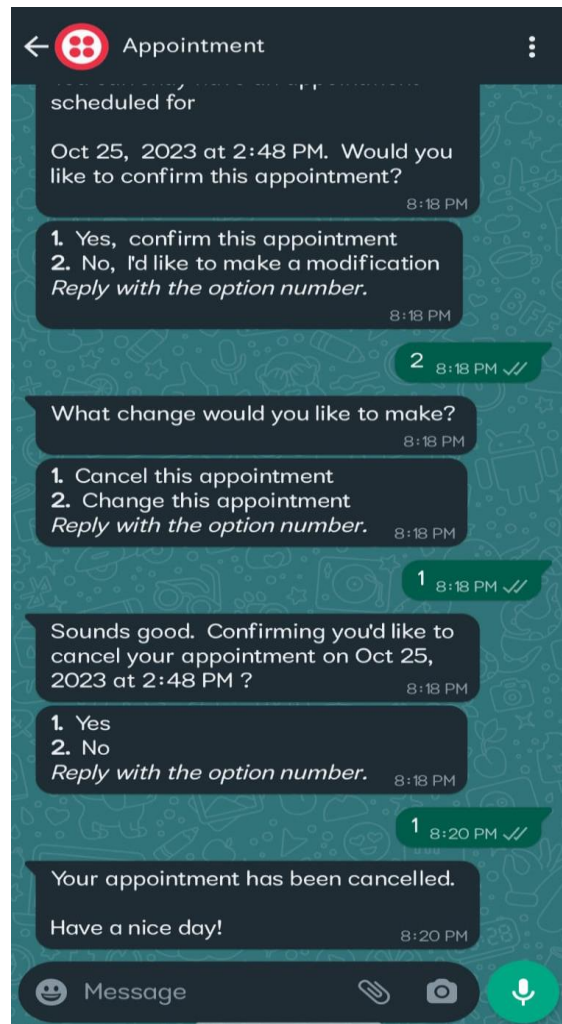 Appointment
scheduled for
Oct 25, 2023 at 2:48 PM. Would you
like to confirm this appointment?
8:18 PM
1. Yes, confirm this appointment
2. No, I'd like to make a modification
Reply with the option number.
8:18 PM
2 8:18 PM
What change would you like to make?
8:18 PM
1. Cancel this appointment
2. Change this appointment
Reply with the option number. 8:18 PM
1 8:18 PM
Sounds good. Confirming you'd like to
cancel your appointment on Oct 25,
2023 at 2:48 PM ? 8:18 PM
1. Yes
2. No
Reply with the option number. 8:18 PM
1 8:20 PM
Your appointment has been cancelled.
Have a nice day! 8:20 PM
Message